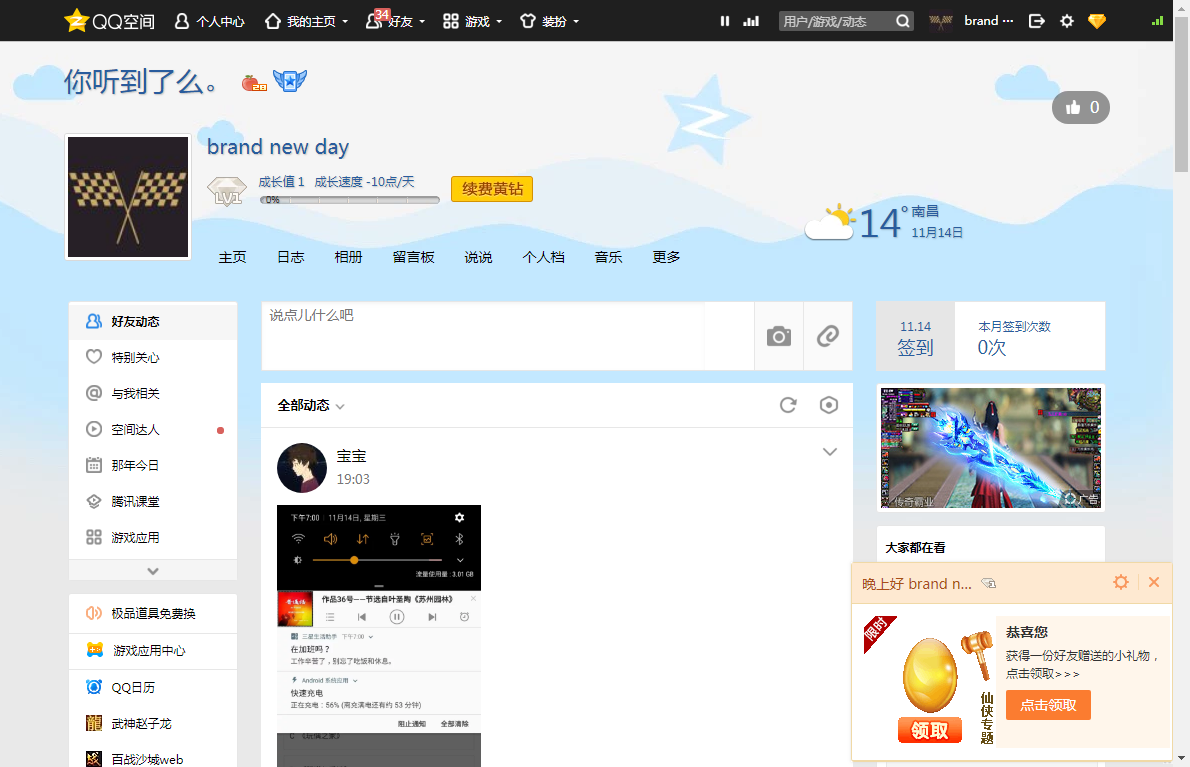 QQ空间 个人中心 我的主页 34 好友 游戏 装扮 用户/游戏/动态 brand ···
你听到了么。 28
0
brand new day
LV1 成长值 1 成长速度 -10点/天 续费黄钻
0%
14° 南昌
11月14日
主页 日志 相册 留言板 说说 个人档 音乐 更多
好友动态
特别关心
与我相关
空间达人
那年今日
腾讯课堂
游戏应用
极品道具免费换
游戏应用中心
QQ日历
武神赵子龙
百战沙城web
说点儿什么吧
全部动态
宝宝
19:03
下午7:00 11月14日, 星期三
流量使用量 : 3.01 GB
作品36号——节选自叶圣陶《苏州园林》
三星生活助手 下午7:00
在加班吗？
工作辛苦了，别忘了吃饭和休息。
Android 系统应用
快速充电
正在充电：56% (离充满电还有约 53 分钟)
阻止通知 全部清除
11.14
签到
本月签到次数
0次
传奇霸业
广告
大家都在看
晚上好 brand n...
限时
领取
仙侠专题
恭喜您
获得一份好友赠送的小礼物，
点击领取>>>
点击领取